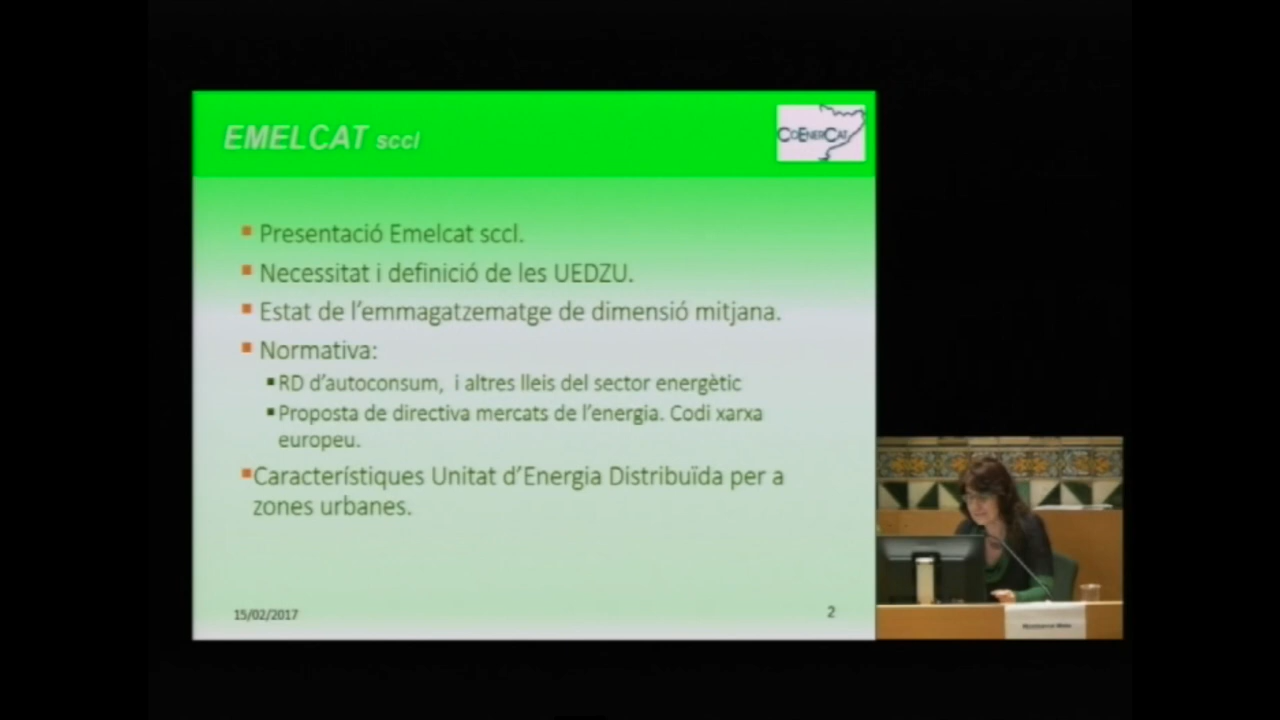 EMELCAT sccl
COENERCAT
Presentació Emelcat sccl.
Necessitat i definició de les UEDZU.
Estat de l'emmagatzematge de dimensió mitjana.
Normativa:
RD d'autoconsum, i altres lleis del sector energètic
Proposta de directiva mercats de l'energia. Codi xarxa
europeu.
Característiques Unitat d'Energia Distribuïda per a
zones urbanes.
15/02/2017
2